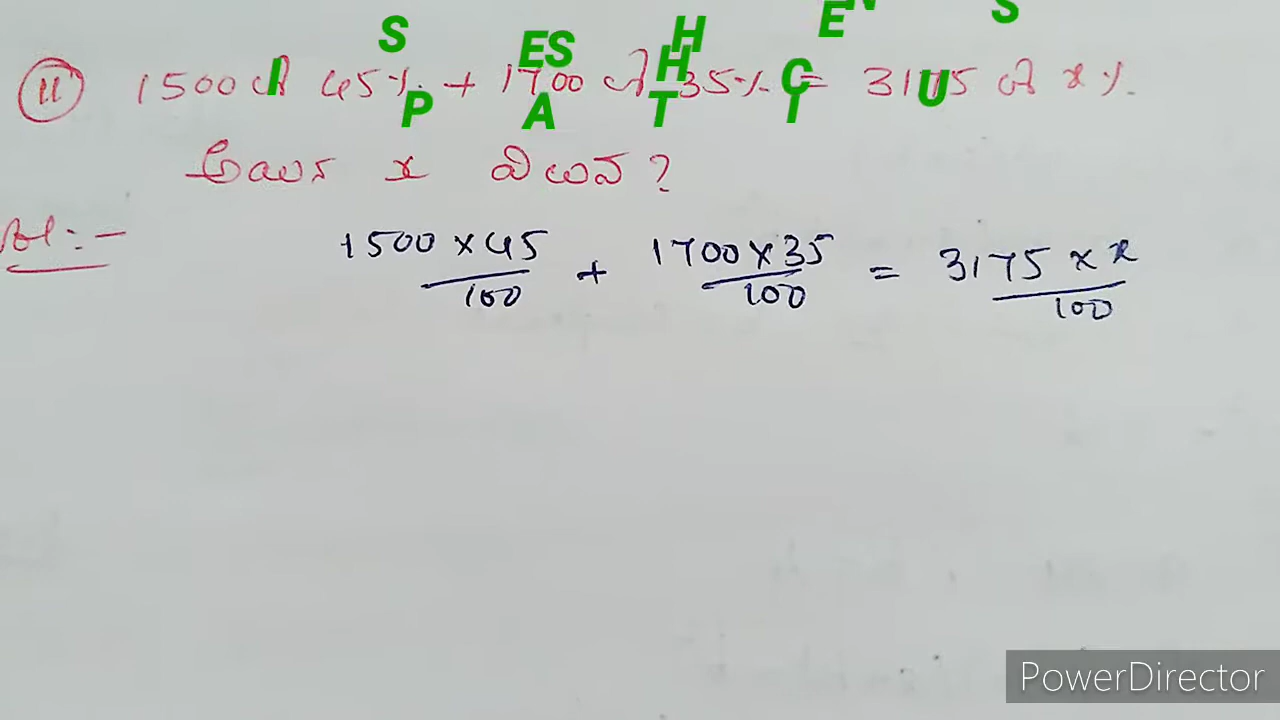 11 1500 లో 45% + 1700 లో 35% = 3175 లో x%
అయిన x విలువ?
Sol:-
1500 x 45 / 100 + 1700 x 35 / 100 = 3175 x x / 100
PowerDirector